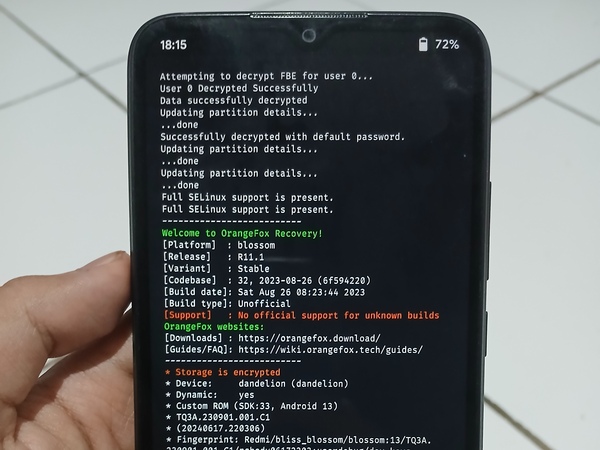 18:15 72%
Attempting to decrypt FBE for user 0...
User 0 Decrypted Successfully
Data successfully decrypted
Updating partition details...
...done
Successfully decrypted with default password.
Updating partition details...
...done
Updating partition details...
...done
Full SELinux support is present.
Full SELinux support is present.
--------------------------
Welcome to OrangeFox Recovery!
[Platform] : blossom
[Release] : R11.1
[Variant] : Stable
[Codebase] : 32, 2023-08-26 (6f594220)
[Build date]: Sat Aug 26 08:23:44 2023
[Build type]: Unofficial
[Support] : No official support for unknown builds
OrangeFox websites:
[Downloads] : https://orangefox.download/
[Guides/FAQ]: https://wiki.orangefox.tech/guides/
--------------------------
* Storage is encrypted
* Device: dandelion (dandelion)
* Dynamic: yes
* Custom ROM (SDK:33, Android 13)
* TQ3A.230901.001.C1
* (20240617.220306)
* Fingerprint: Redmi/bliss_blossom/blossom:13/TQ3A.